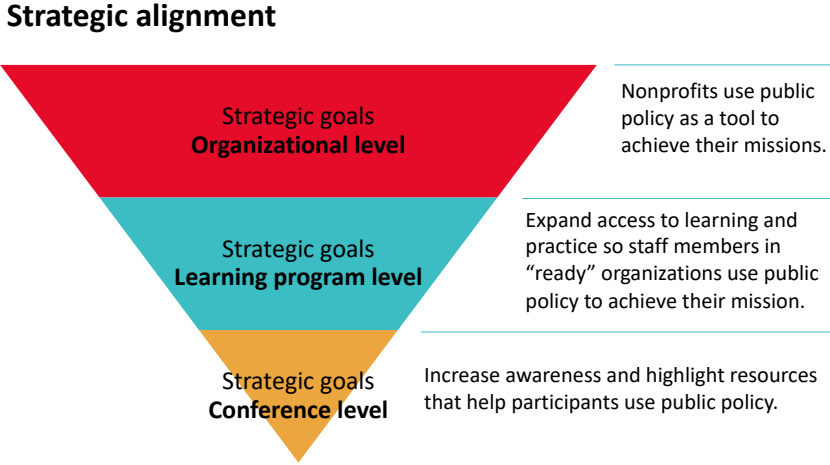 Strategic alignment
Strategic goals
Organizational level
Nonprofits use public
policy as a tool to
achieve their missions.
Strategic goals
Learning program level
Expand access to learning and
practice so staff members in
“ready” organizations use public
policy to achieve their mission.
Strategic goals
Conference level
Increase awareness and highlight resources
that help participants use public policy.